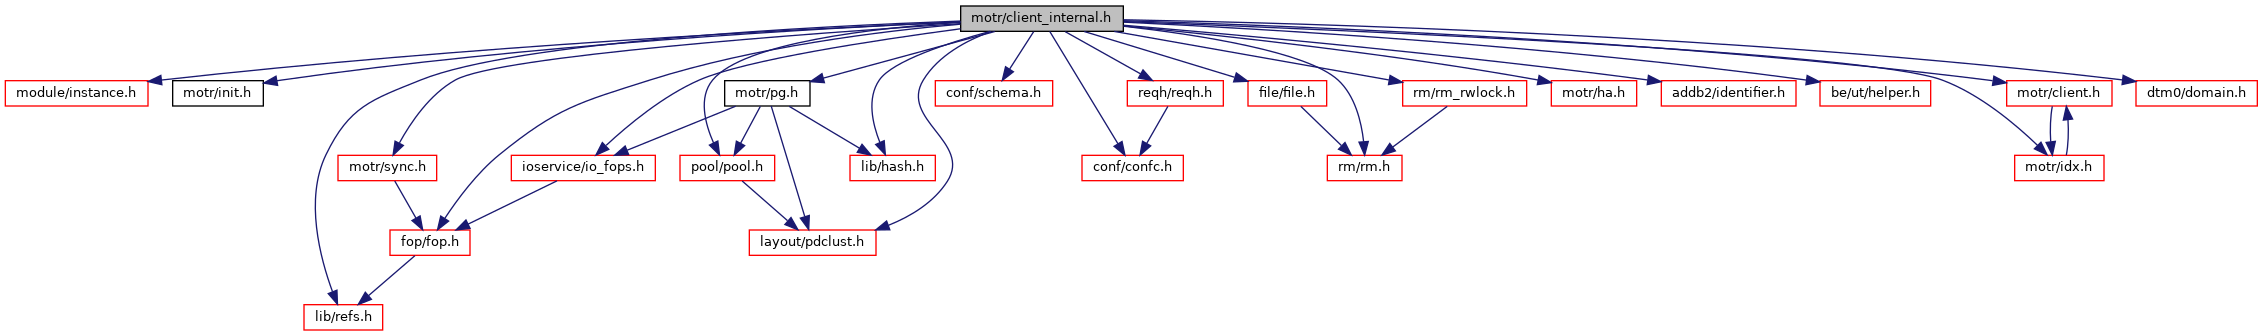 motr/client_internal.h
module/instance.h
motr/init.h
motr/pg.h
conf/schema.h
reqh/reqh.h
file/file.h
rm/rm_rwlock.h
motr/ha.h
addb2/identifier.h
be/ut/helper.h
motr/client.h
dtm0/domain.h
motr/sync.h
ioservice/io_fops.h
pool/pool.h
lib/hash.h
conf/confc.h
rm/rm.h
motr/idx.h
fop/fop.h
layout/pdclust.h
lib/refs.h